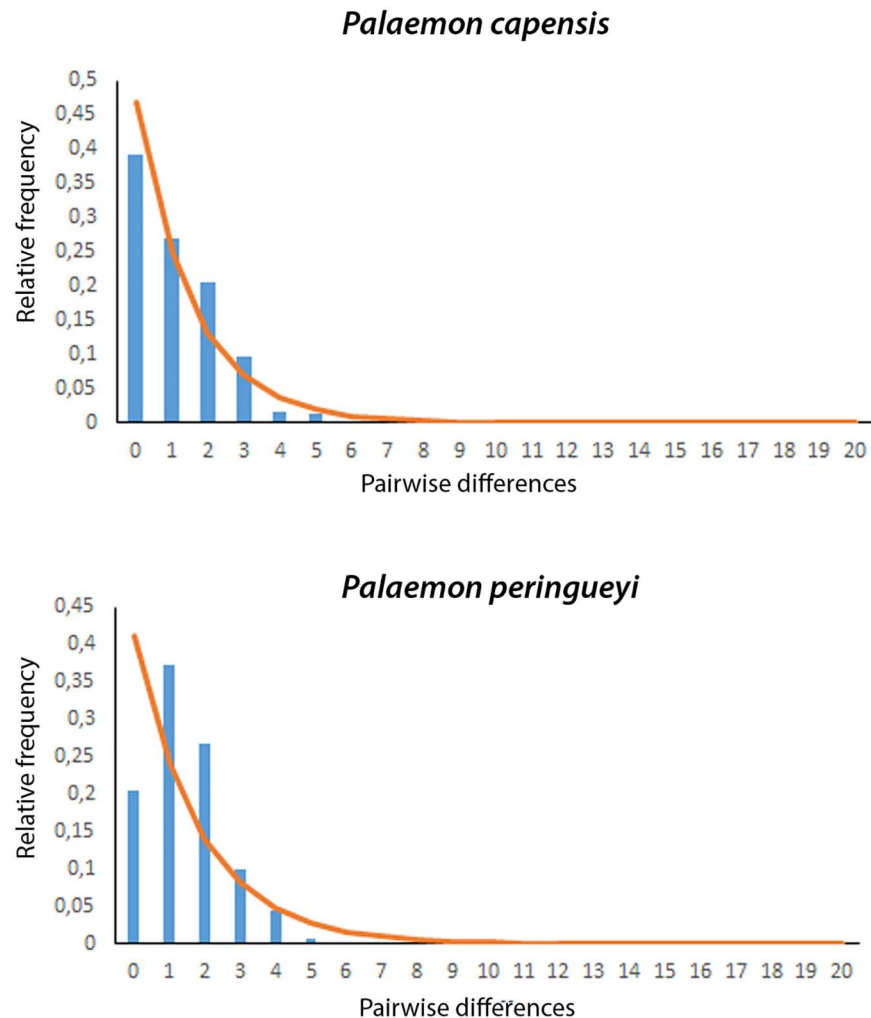 Palaemon capensis
0,5
0,45
0,4
0,35
0,3
0,25
0,2
0,15
0,1
0,05
0
Relative frequency
0 1 2 3 4 5 6 7 8 9 10 11 12 13 14 15 16 17 18 19 20
Pairwise differences
Palaemon peringueyi
0,45
0,4
0,35
0,3
0,25
0,2
0,15
0,1
0,05
0
Relative frequency
0 1 2 3 4 5 6 7 8 9 10 11 12 13 14 15 16 17 18 19 20
Pairwise differences